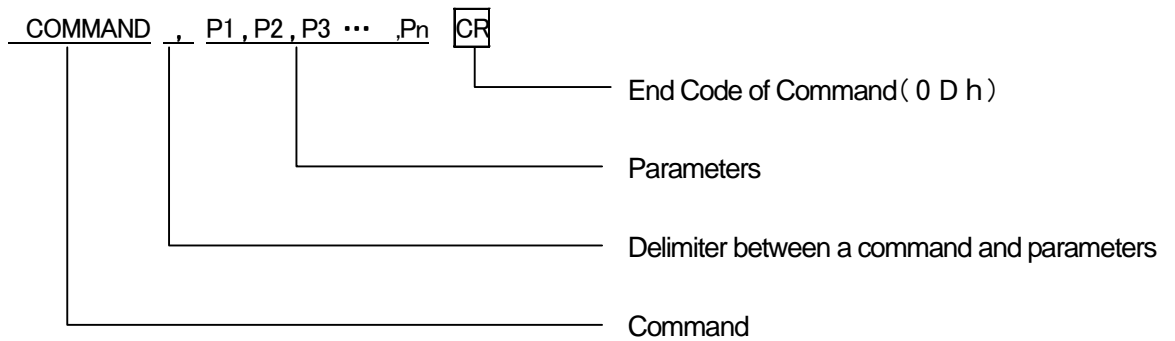 COMMAND , P1,P2,P3 ··· ,Pn CR
End Code of Command(０Ｄｈ)
Parameters
Delimiter between a command and parameters
Command